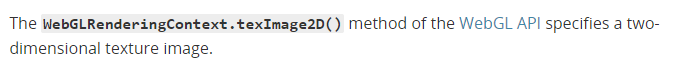 The WebGLRenderingContext.texImage2D() method of the WebGL API specifies a two-
dimensional texture image.